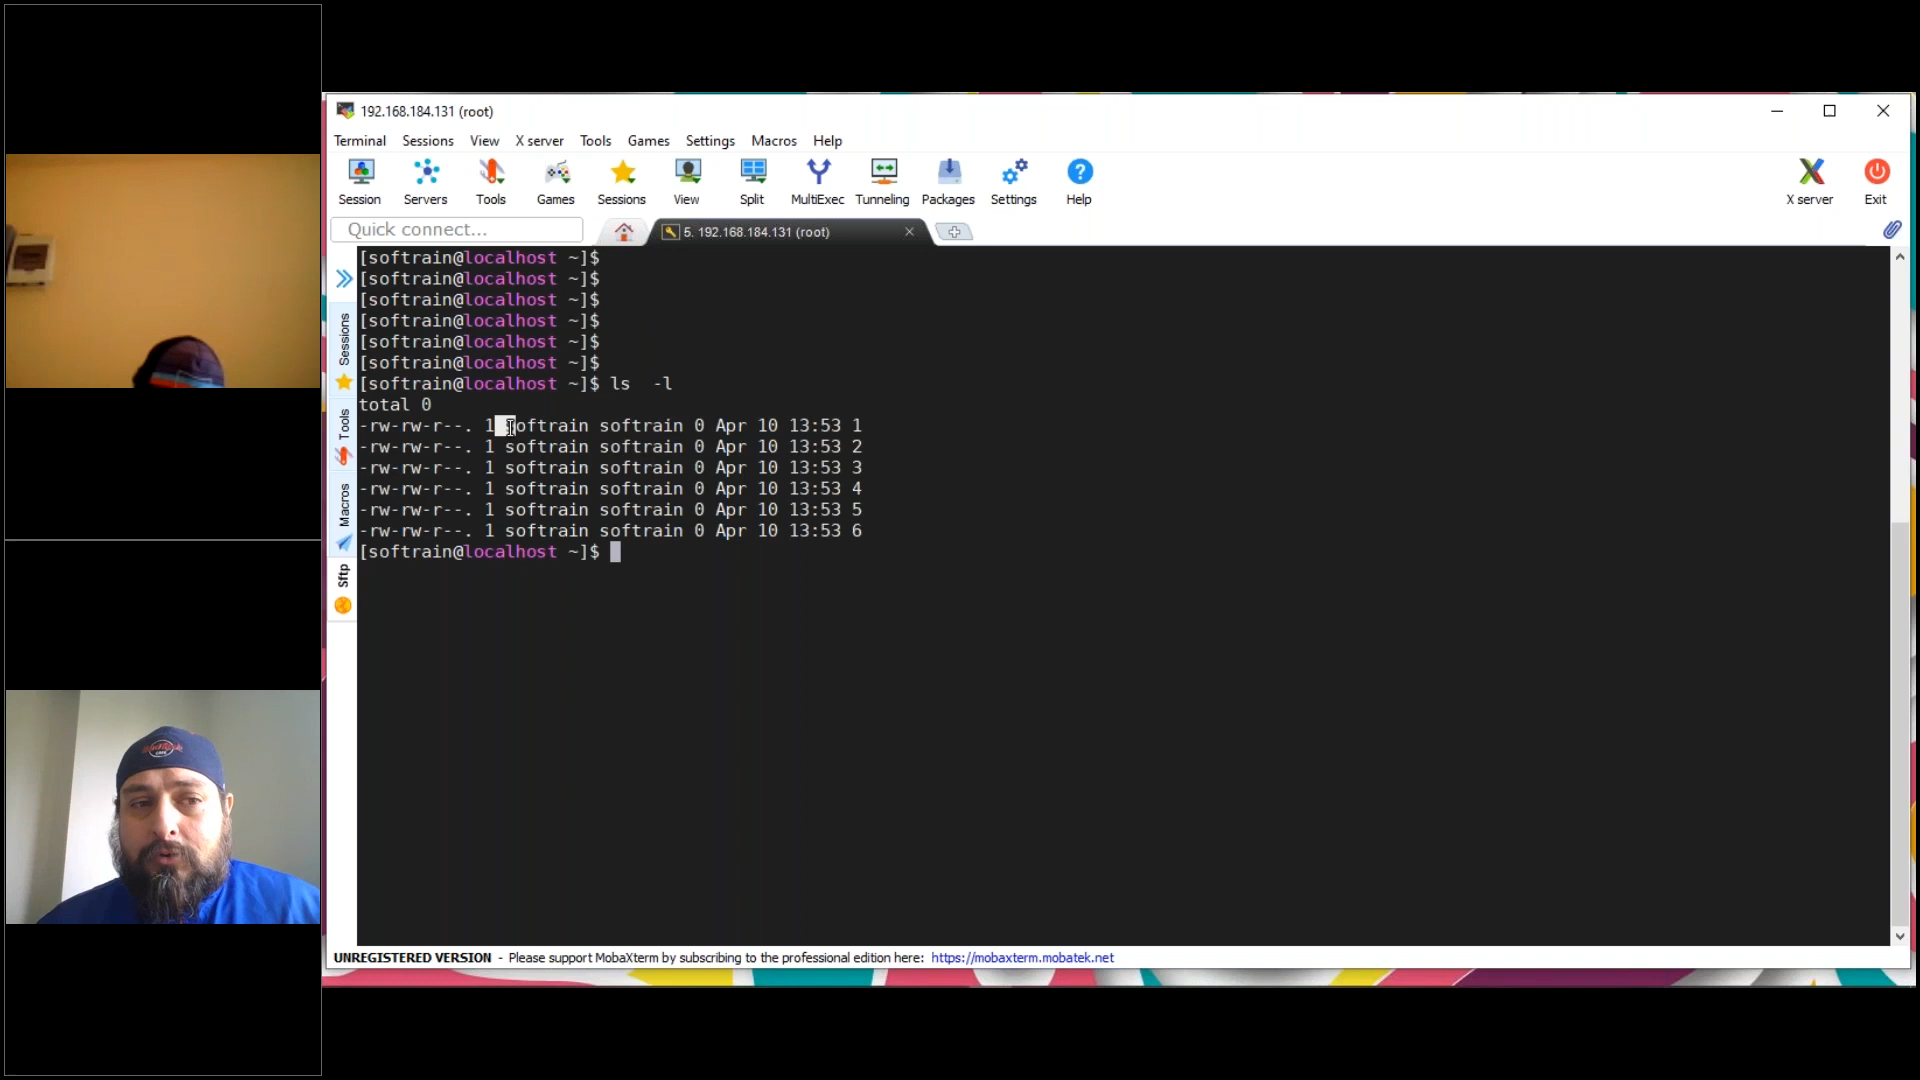 192.168.184.131 (root)
Terminal Sessions View X server Tools Games Settings Macros Help
Session Servers Tools Games Sessions View Split MultiExec Tunneling Packages Settings Help X server Exit
Quick connect...
5. 192.168.184.131 (root)
[softrain@localhost ~]$
[softrain@localhost ~]$
[softrain@localhost ~]$
[softrain@localhost ~]$
[softrain@localhost ~]$
[softrain@localhost ~]$
[softrain@localhost ~]$ ls  -l
total 0
-rw-rw-r--. 1 softrain softrain 0 Apr 10 13:53 1
-rw-rw-r--. 1 softrain softrain 0 Apr 10 13:53 2
-rw-rw-r--. 1 softrain softrain 0 Apr 10 13:53 3
-rw-rw-r--. 1 softrain softrain 0 Apr 10 13:53 4
-rw-rw-r--. 1 softrain softrain 0 Apr 10 13:53 5
-rw-rw-r--. 1 softrain softrain 0 Apr 10 13:53 6
[softrain@localhost ~]$
Sessions
Tools
Macros
Sftp
UNREGISTERED VERSION - Please support MobaXterm by subscribing to the professional edition here: https://mobaxterm.mobatek.net